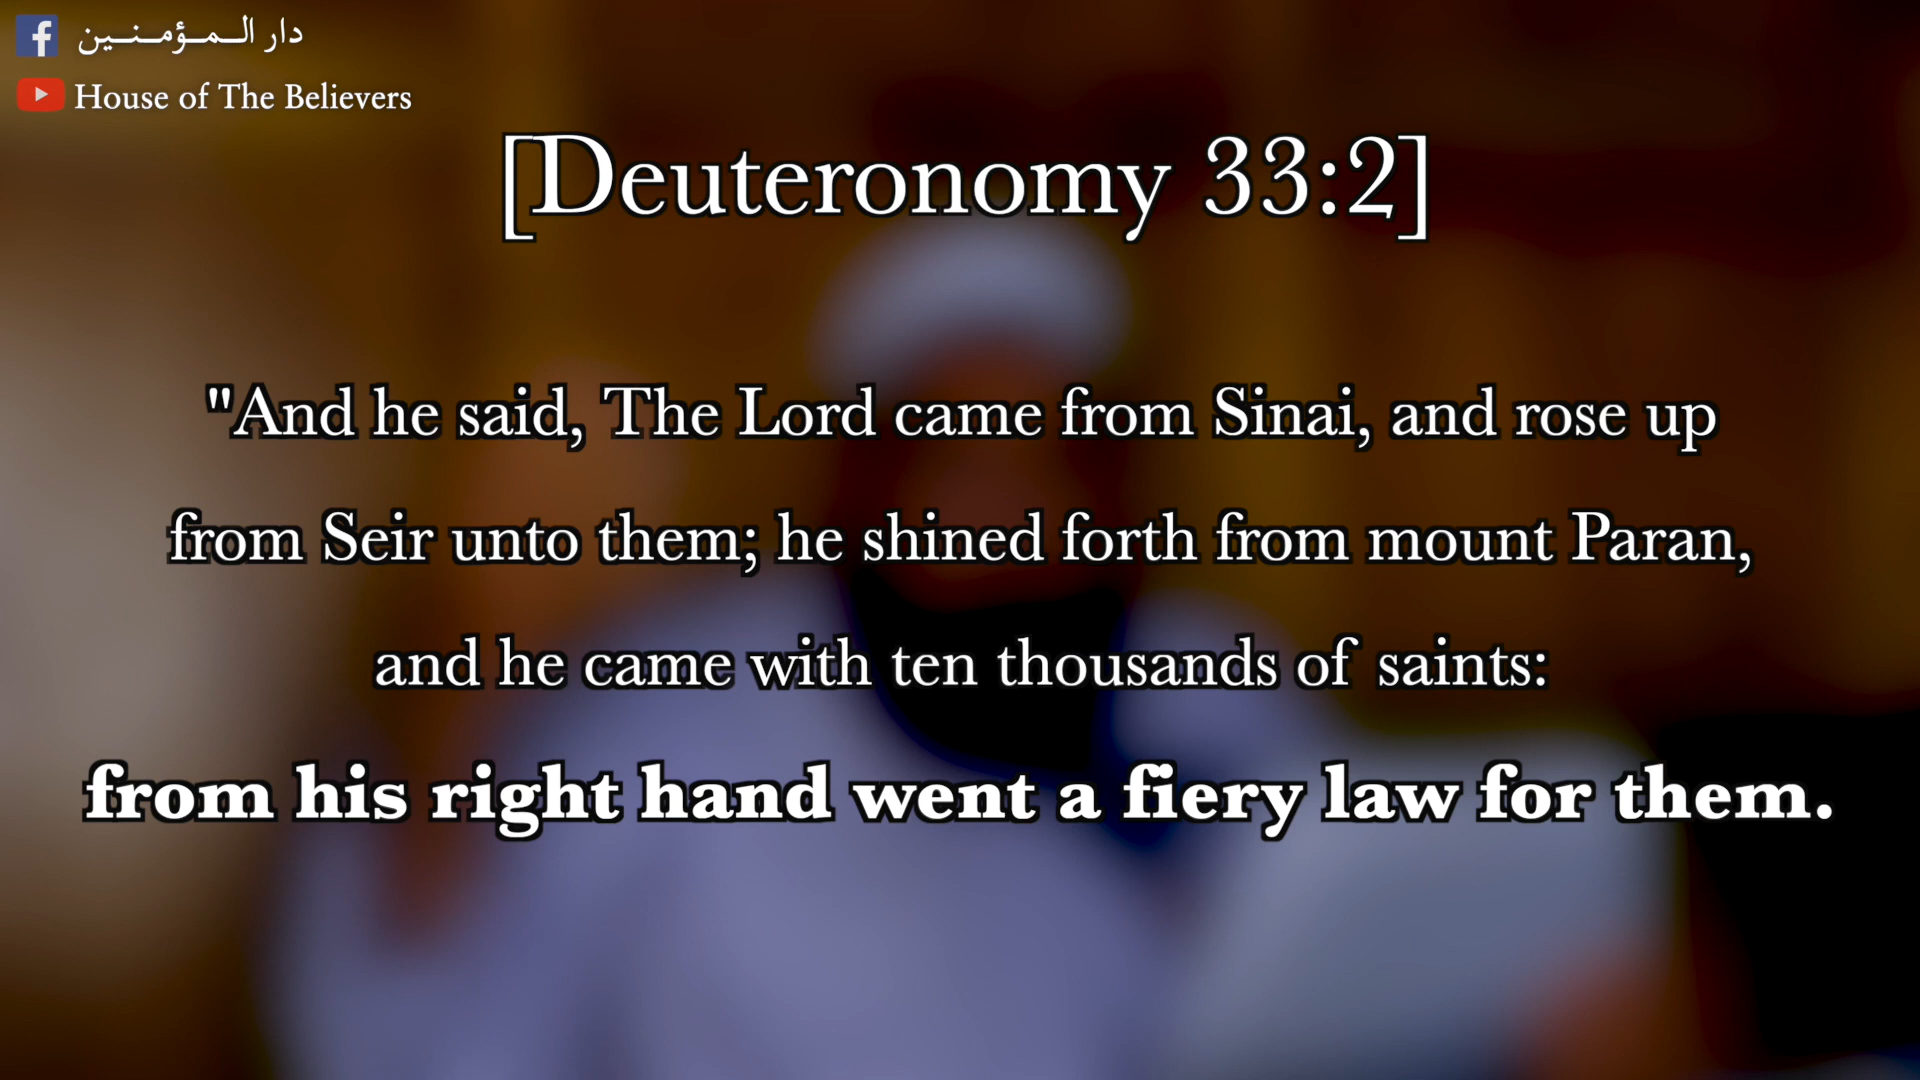 دار الـمـؤمـنـين
House of The Believers
[Deuteronomy 33:2]
"And he said, The Lord came from Sinai, and rose up
from Seir unto them; he shined forth from mount Paran,
and he came with ten thousands of saints:
from his right hand went a fiery law for them.